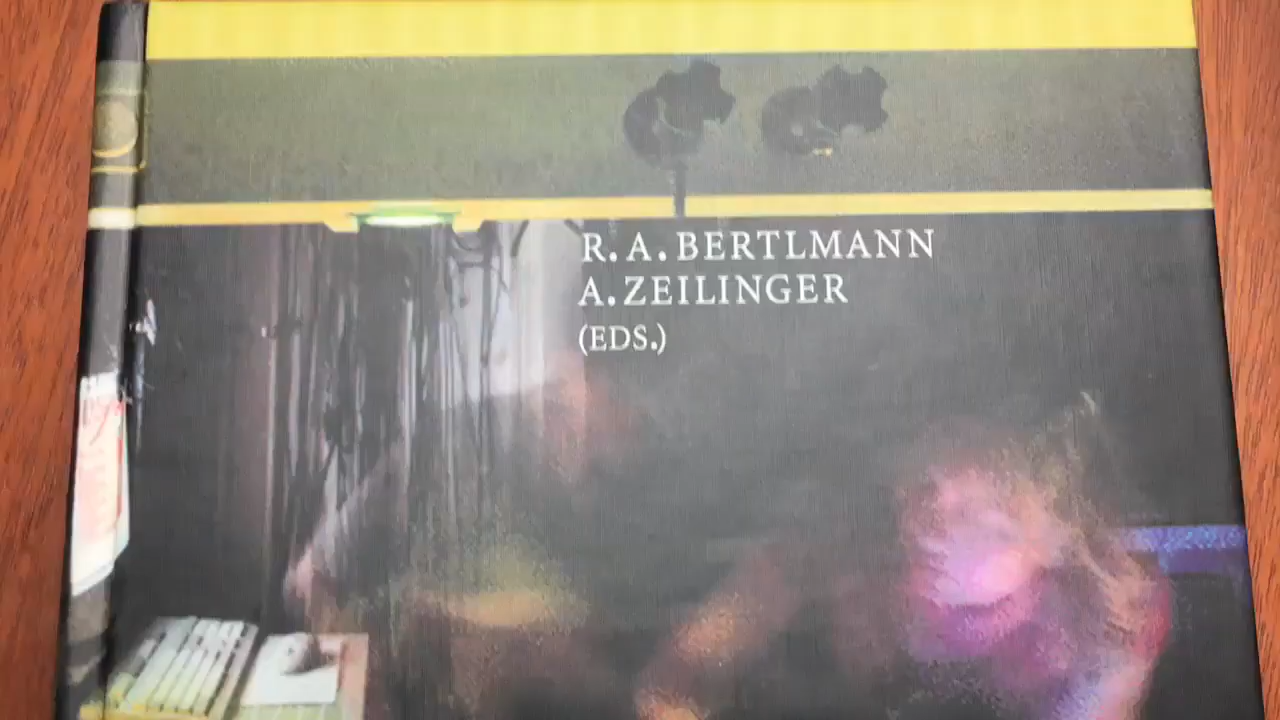 R. A. BERTLMANN
A. ZEILINGER
(EDS.)